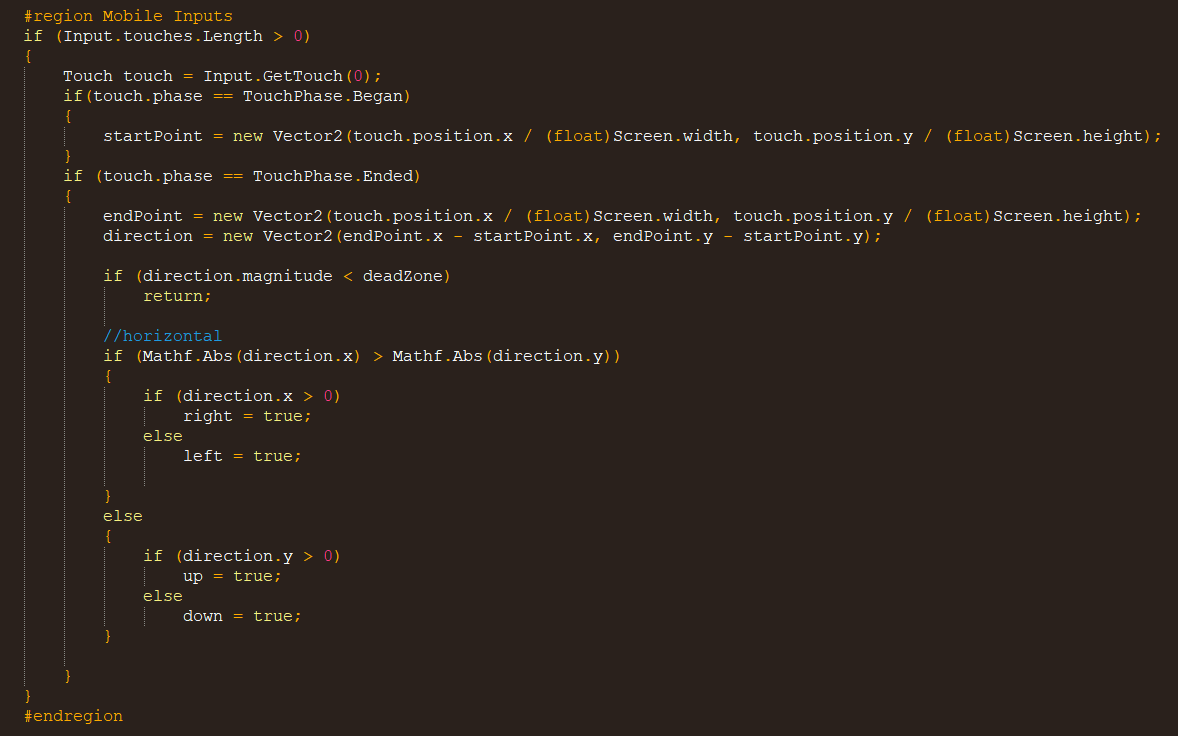 #region Mobile Inputs
if (Input.touches.Length > 0)
{
    Touch touch = Input.GetTouch(0);
    if(touch.phase == TouchPhase.Began)
    {
        startPoint = new Vector2(touch.position.x / (float)Screen.width, touch.position.y / (float)Screen.height);
    }
    if (touch.phase == TouchPhase.Ended)
    {
        endPoint = new Vector2(touch.position.x / (float)Screen.width, touch.position.y / (float)Screen.height);
        direction = new Vector2(endPoint.x - startPoint.x, endPoint.y - startPoint.y);

        if (direction.magnitude < deadZone)
            return;

        //horizontal
        if (Mathf.Abs(direction.x) > Mathf.Abs(direction.y))
        {
            if (direction.x > 0)
                right = true;
            else
                left = true;

        }
        else
        {
            if (direction.y > 0)
                up = true;
            else
                down = true;
        }

    }
}
#endregion